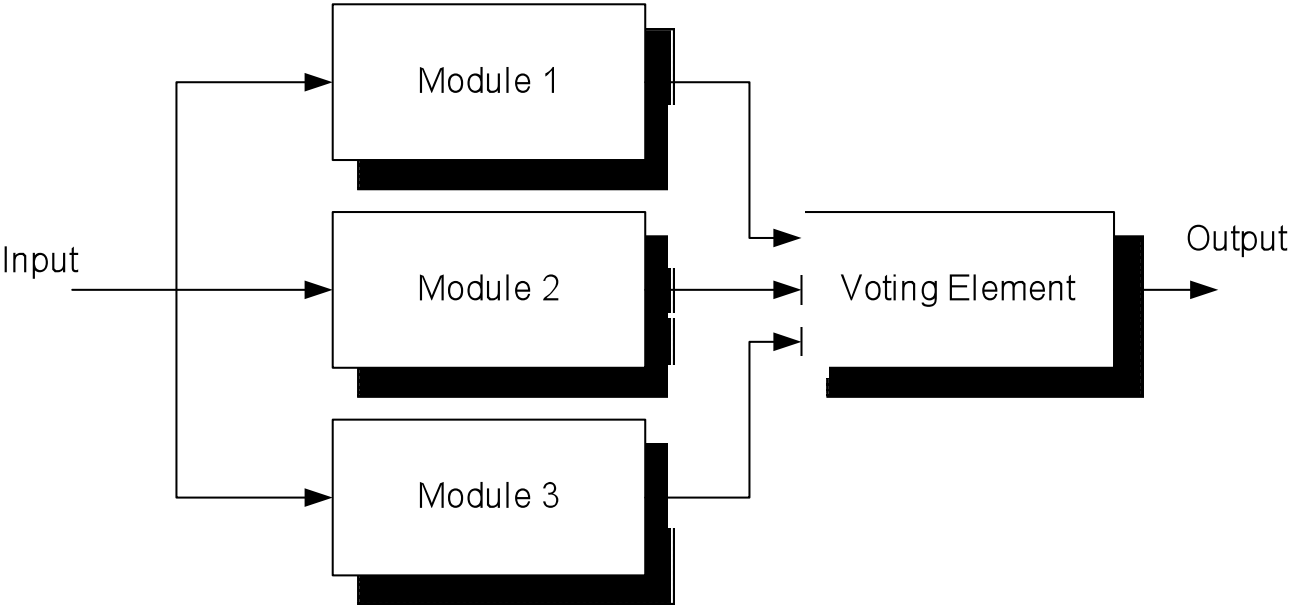 Module 1
Input
Module 2
Voting Element
Output
Module 3